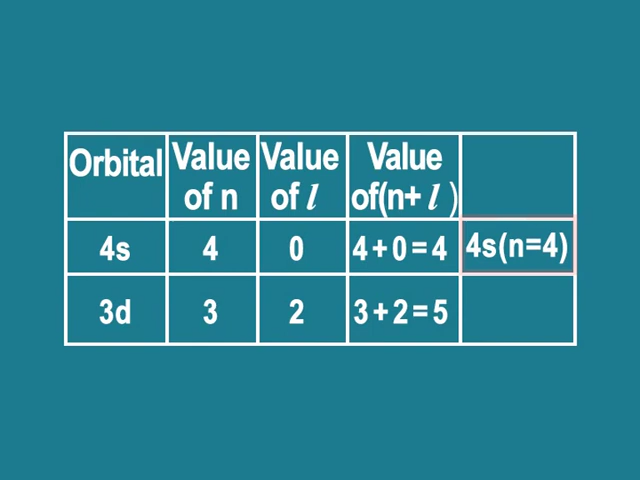 Orbital Value of n Value of l Value of(n+ l )
4s 4 0 4+0=4 4s(n=4)
3d 3 2 3+2=5